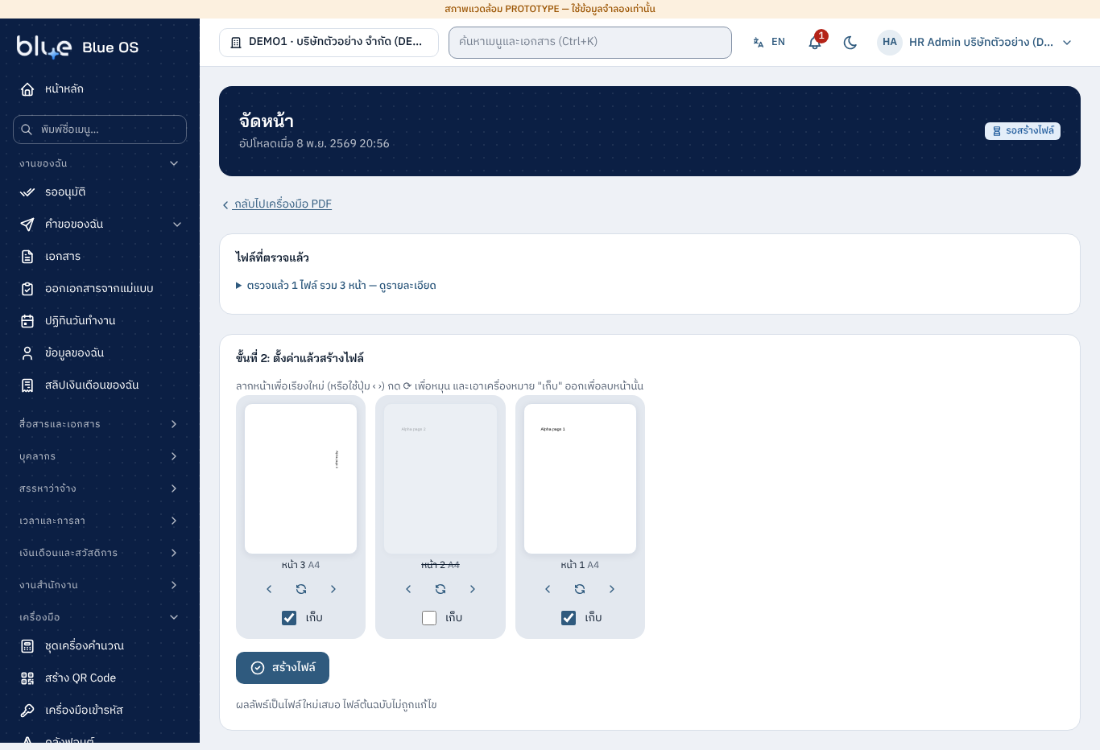 สภาพแวดล้อม PROTOTYPE — ใช้ข้อมูลจำลองเท่านั้น
blue Blue OS
หน้าหลัก
พิมพ์ชื่อเมนู...
งานของฉัน
รออนุมัติ
คำขอของฉัน
เอกสาร
ออกเอกสารจากแม่แบบ
ปฏิทินวันทำงาน
ข้อมูลของฉัน
สลิปเงินเดือนของฉัน
สื่อสารและเอกสาร
บุคลากร
สรรหาว่าจ้าง
เวลาและการลา
เงินเดือนและสวัสดิการ
งานสำนักงาน
เครื่องมือ
ชุดเครื่องคำนวณ
สร้าง QR Code
เครื่องมือเข้ารหัส
คลังฟอนต์
DEMO1 · บริษัทตัวอย่าง จำกัด (DE...
ค้นหาเมนูและเอกสาร (Ctrl+K)
EN
1
HA HR Admin บริษัทตัวอย่าง (D...
จัดหน้า
อัปโหลดเมื่อ 8 พ.ย. 2569 20:56
รอสร้างไฟล์
กลับไปเครื่องมือ PDF
ไฟล์ที่ตรวจแล้ว
ตรวจแล้ว 1 ไฟล์ รวม 3 หน้า — ดูรายละเอียด
ขั้นที่ 2: ตั้งค่าแล้วสร้างไฟล์
ลากหน้าเพื่อเรียงใหม่ (หรือใช้ปุ่ม ‹ ›) กด ⟳ เพื่อหมุน และเอาเครื่องหมาย "เก็บ" ออกเพื่อลบหน้านั้น
Alpha page 2
Alpha page 1
หน้า 3 A4
หน้า 2 A4
หน้า 1 A4
เก็บ
เก็บ
เก็บ
สร้างไฟล์
ผลลัพธ์เป็นไฟล์ใหม่เสมอ ไฟล์ต้นฉบับไม่ถูกแก้ไข